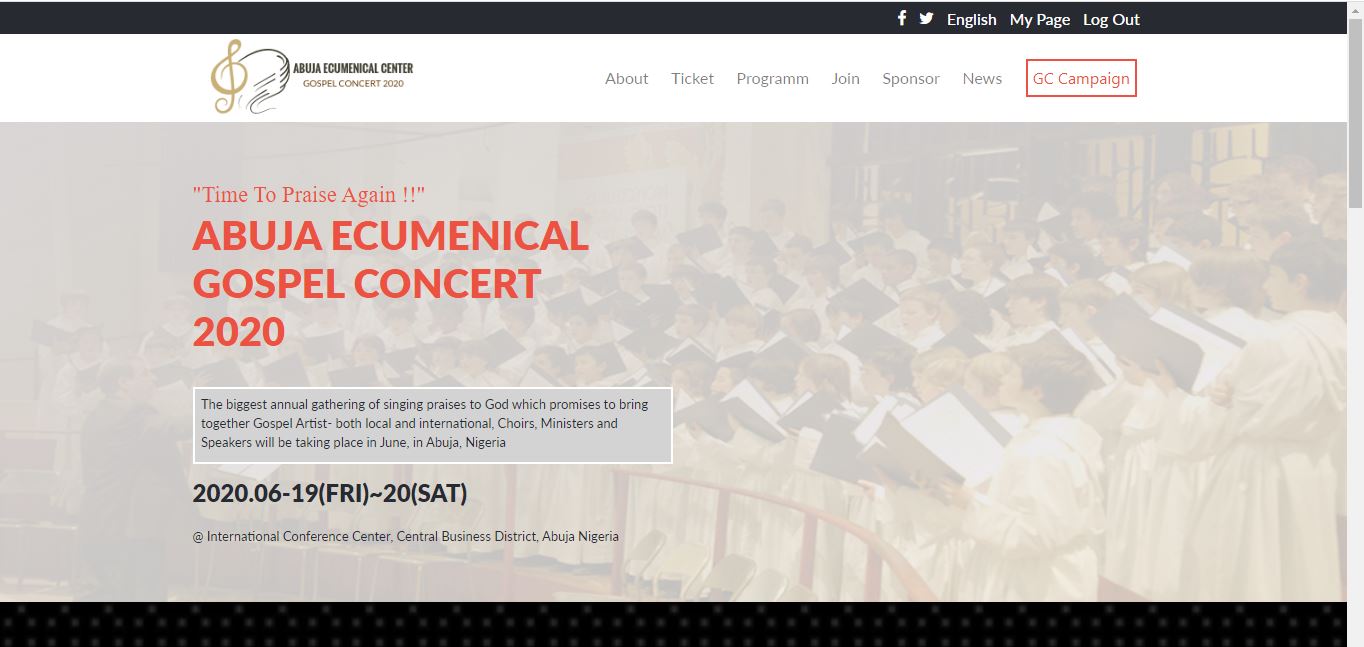 English My Page Log Out
ABUJA ECUMENICAL CENTER
GOSPEL CONCERT 2020
About Ticket Programm Join Sponsor News GC Campaign
"Time To Praise Again !!"
ABUJA ECUMENICAL
GOSPEL CONCERT
2020
The biggest annual gathering of singing praises to God which promises to bring
together Gospel Artist- both local and international, Choirs, Ministers and
Speakers will be taking place in June, in Abuja, Nigeria
2020.06-19(FRI)~20(SAT)
@ International Conference Center, Central Business District, Abuja Nigeria